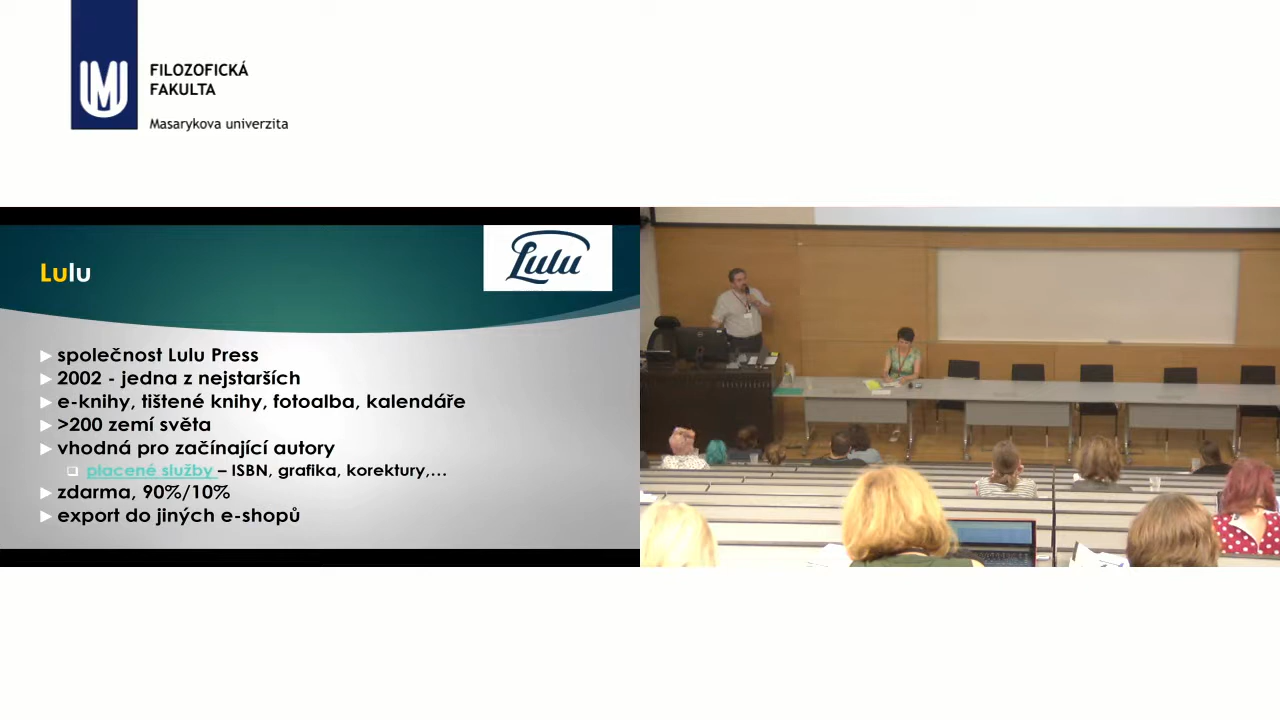 FILOZOFICKÁ
FAKULTA
Masarykova univerzita
Lulu
Lulu
společnost Lulu Press
2002 - jedna z nejstarších
e-knihy, tištené knihy, fotoalba, kalendáře
>200 zemí světa
vhodná pro začínající autory
placené služby – ISBN, grafika, korektury,...
zdarma, 90%/10%
export do jiných e-shopů